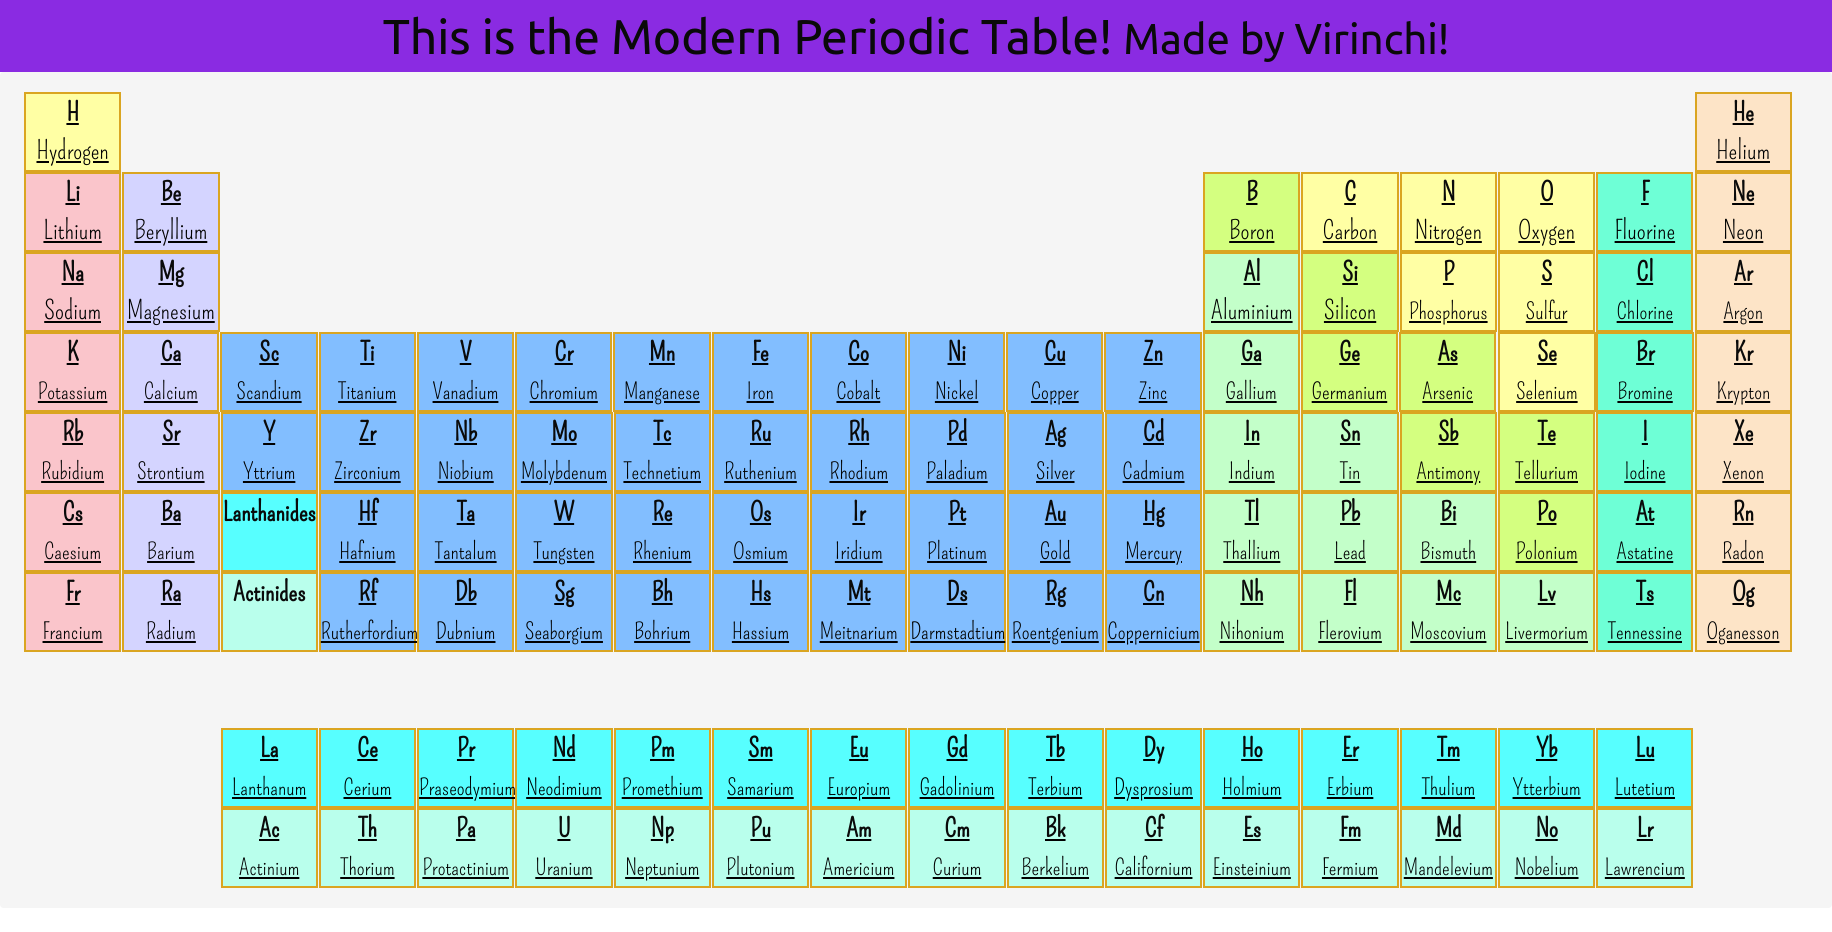 This is the Modern Periodic Table! Made by Virinchi!
H He
Hydrogen Helium
Li Be B C N O F Ne
Lithium Beryllium Boron Carbon Nitrogen Oxygen Fluorine Neon
Na Mg Al Si P S Cl Ar
Sodium Magnesium Aluminium Silicon Phosphorus Sulfur Chlorine Argon
K Ca Sc Ti V Cr Mn Fe Co Ni Cu Zn Ga Ge As Se Br Kr
Potassium Calcium Scandium Titanium Vanadium Chromium Manganese Iron Cobalt Nickel Copper Zinc Gallium Germanium Arsenic Selenium Bromine Krypton
Rb Sr Y Zr Nb Mo Tc Ru Rh Pd Ag Cd In Sn Sb Te I Xe
Rubidium Strontium Yttrium Zirconium Niobium Molybdenum Technetium Ruthenium Rhodium Paladium Silver Cadmium Indium Tin Antimony Tellurium Iodine Xenon
Cs Ba Lanthanides Hf Ta W Re Os Ir Pt Au Hg Tl Pb Bi Po At Rn
Caesium Barium Hafnium Tantalum Tungsten Rhenium Osmium Iridium Platinum Gold Mercury Thallium Lead Bismuth Polonium Astatine Radon
Fr Ra Actinides Rf Db Sg Bh Hs Mt Ds Rg Cn Nh Fl Mc Lv Ts Og
Francium Radium Rutherfordium Dubnium Seaborgium Bohrium Hassium Meitnarium Darmstadtium Roentgenium Coppernicium Nihonium Flerovium Moscovium Livermorium Tennessine Oganesson
La Ce Pr Nd Pm Sm Eu Gd Tb Dy Ho Er Tm Yb Lu
Lanthanum Cerium Praseodymium Neodimium Promethium Samarium Europium Gadolinium Terbium Dysprosium Holmium Erbium Thulium Ytterbium Lutetium
Ac Th Pa U Np Pu Am Cm Bk Cf Es Fm Md No Lr
Actinium Thorium Protactinium Uranium Neptunium Plutonium Americium Curium Berkelium Californium Einsteinium Fermium Mandelevium Nobelium Lawrencium